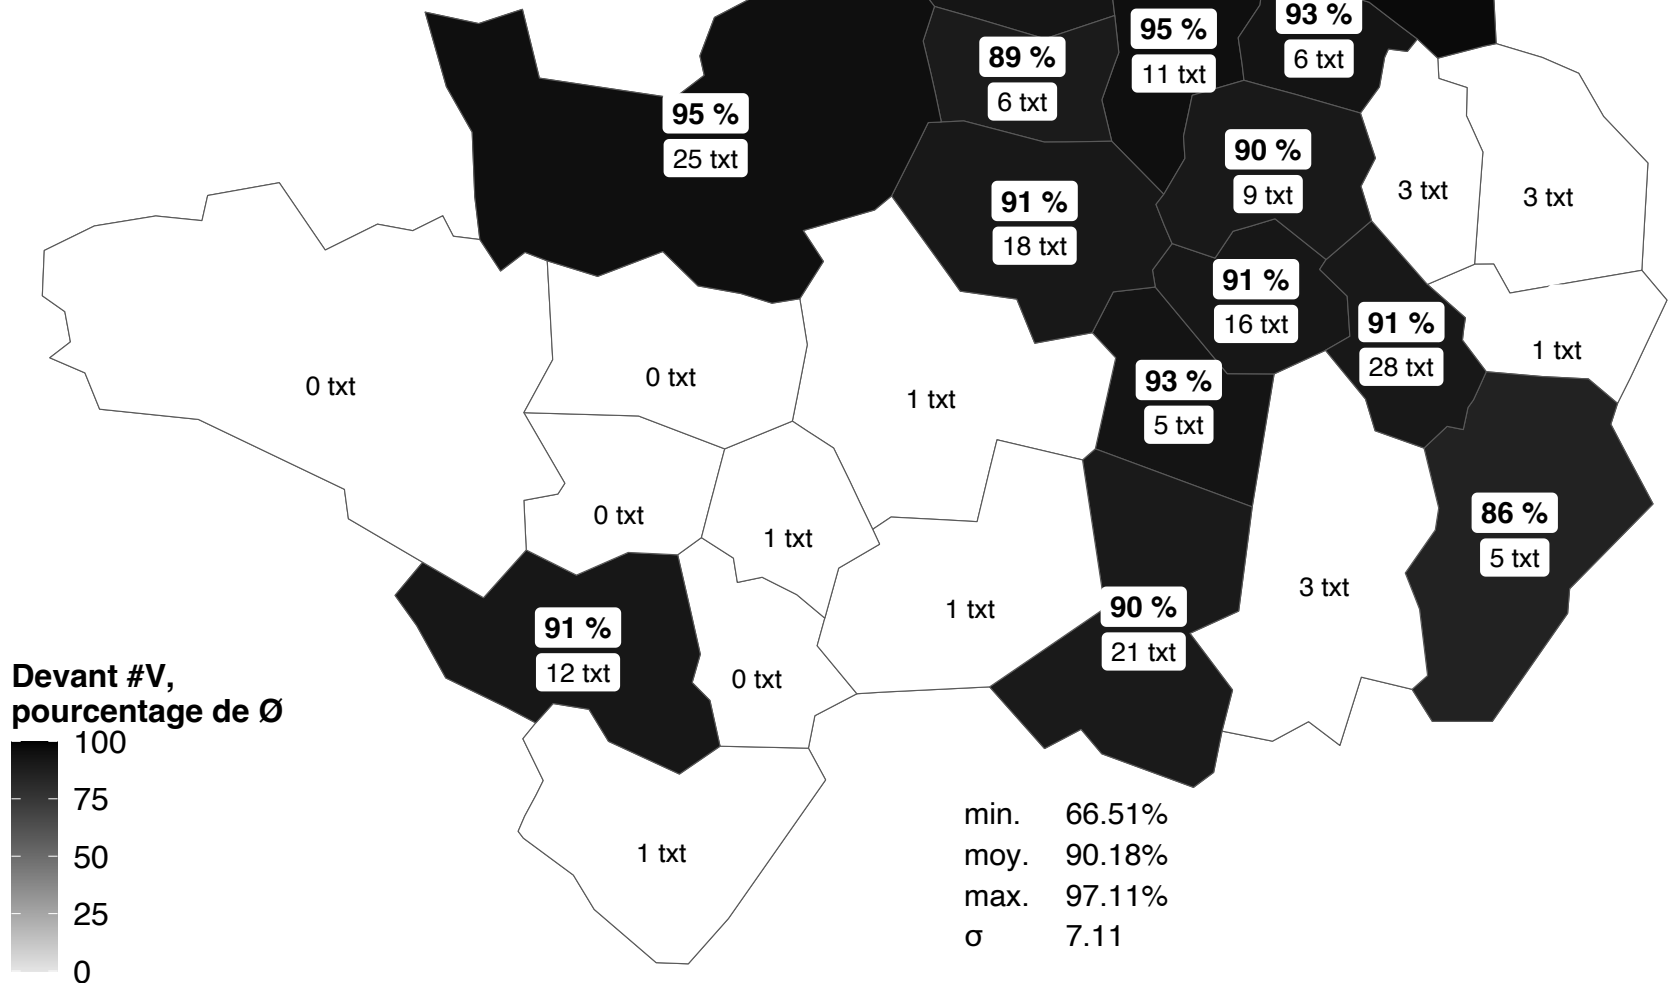 93 %
6 txt
95 %
11 txt
89 %
6 txt
95 %
25 txt
90 %
9 txt
3 txt
3 txt
91 %
18 txt
91 %
16 txt
91 %
28 txt
1 txt
0 txt
0 txt
1 txt
93 %
5 txt
0 txt
1 txt
86 %
5 txt
1 txt
3 txt
90 %
21 txt
91 %
12 txt
0 txt
1 txt
Devant #V,
pourcentage de Ø
100
75
50
25
0
min. 66.51%
moy. 90.18%
max. 97.11%
σ 7.11